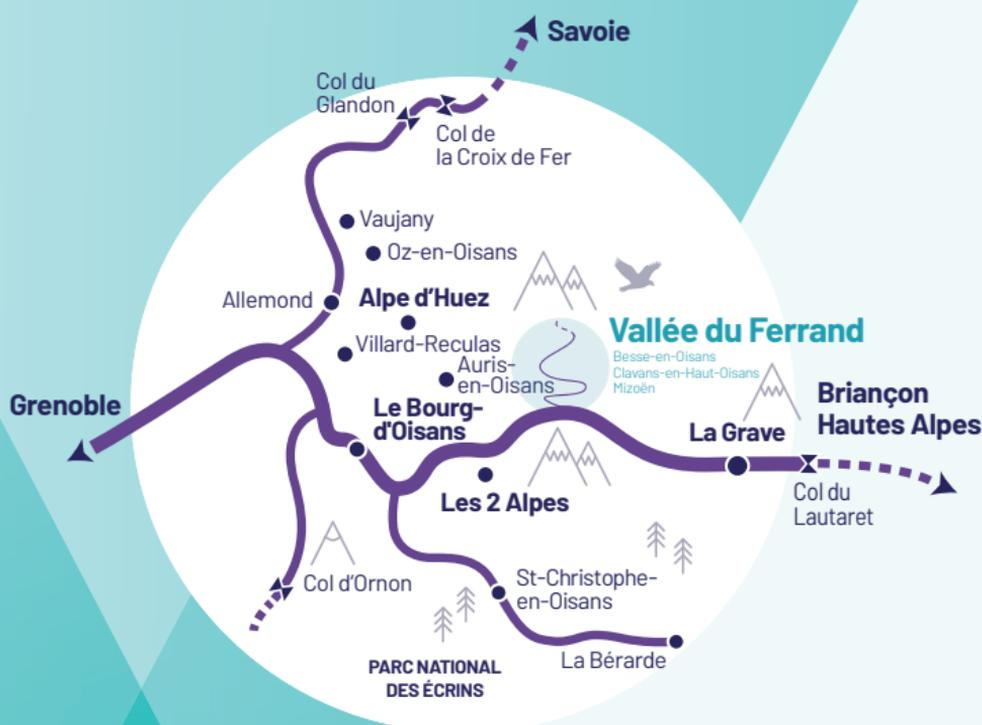 Savoie
Col du
Glandon
Col de
la Croix de Fer
Vaujany
Oz-en-Oisans
Allemond
Alpe d'Huez
Vallée du Ferrand
Villard-Reculas
Besse-en-Oisans
Clavans-en-Haut-Oisans
Mizoën
Auris-
en-Oisans
Grenoble
Le Bourg-
d'Oisans
Briançon
Hautes Alpes
La Grave
Les 2 Alpes
Col du
Lautaret
Col d'Ornon
St-Christophe-
en-Oisans
La Bérarde
PARC NATIONAL
DES ÉCRINS